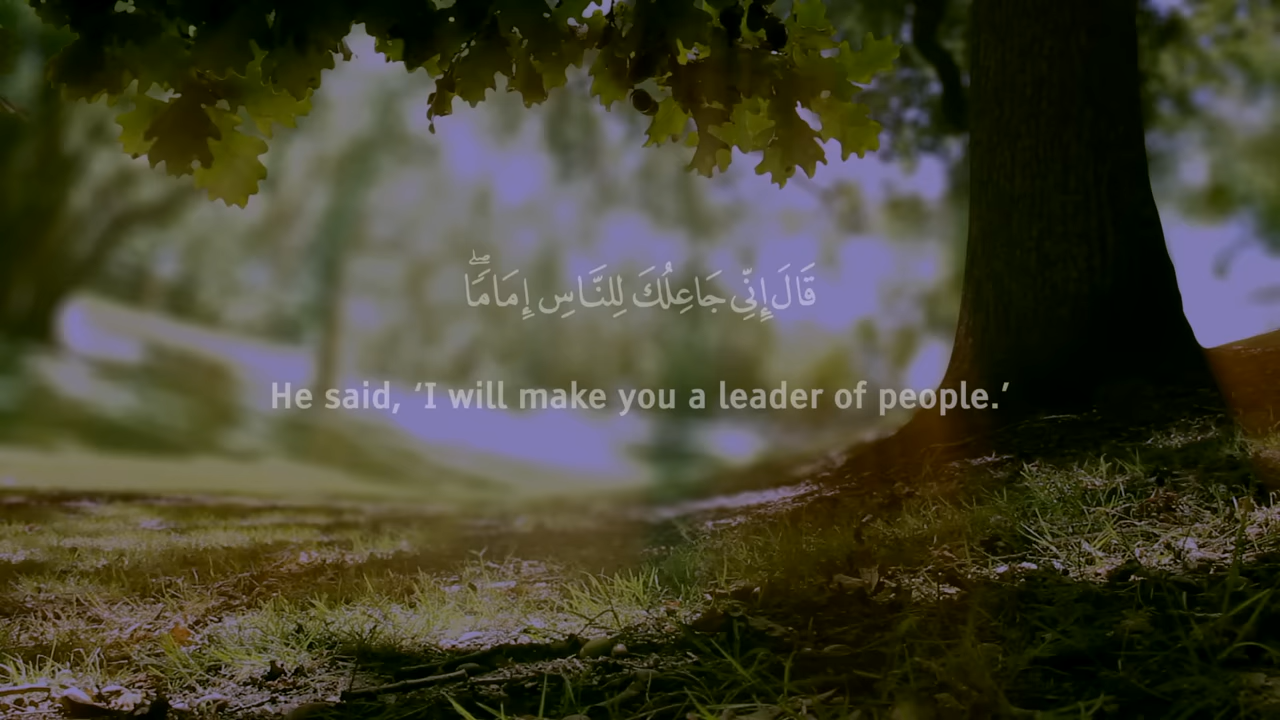 قَالَ إِنِّي جَاعِلُكَ لِلنَّاسِ إِمَامًا ۖ
He said, ‘I will make you a leader of people.’